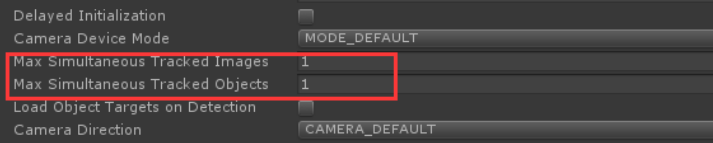 Delayed Initialization
Camera Device Mode MODE_DEFAULT
Max Simultaneous Tracked Images 1
Max Simultaneous Tracked Objects 1
Load Object Targets on Detection
Camera Direction CAMERA_DEFAULT